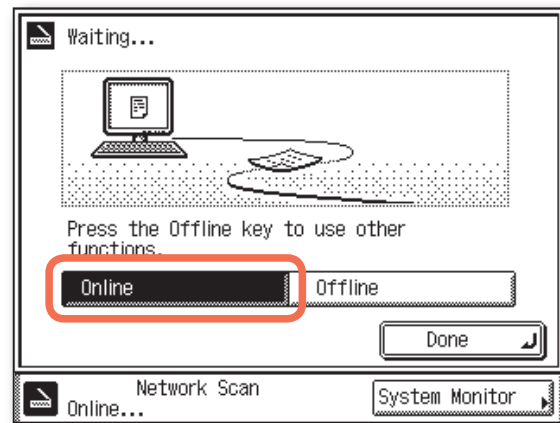 Waiting...
Press the Offline key to use other
functions.
Online
Offline
Done
Network Scan
Online...
System Monitor